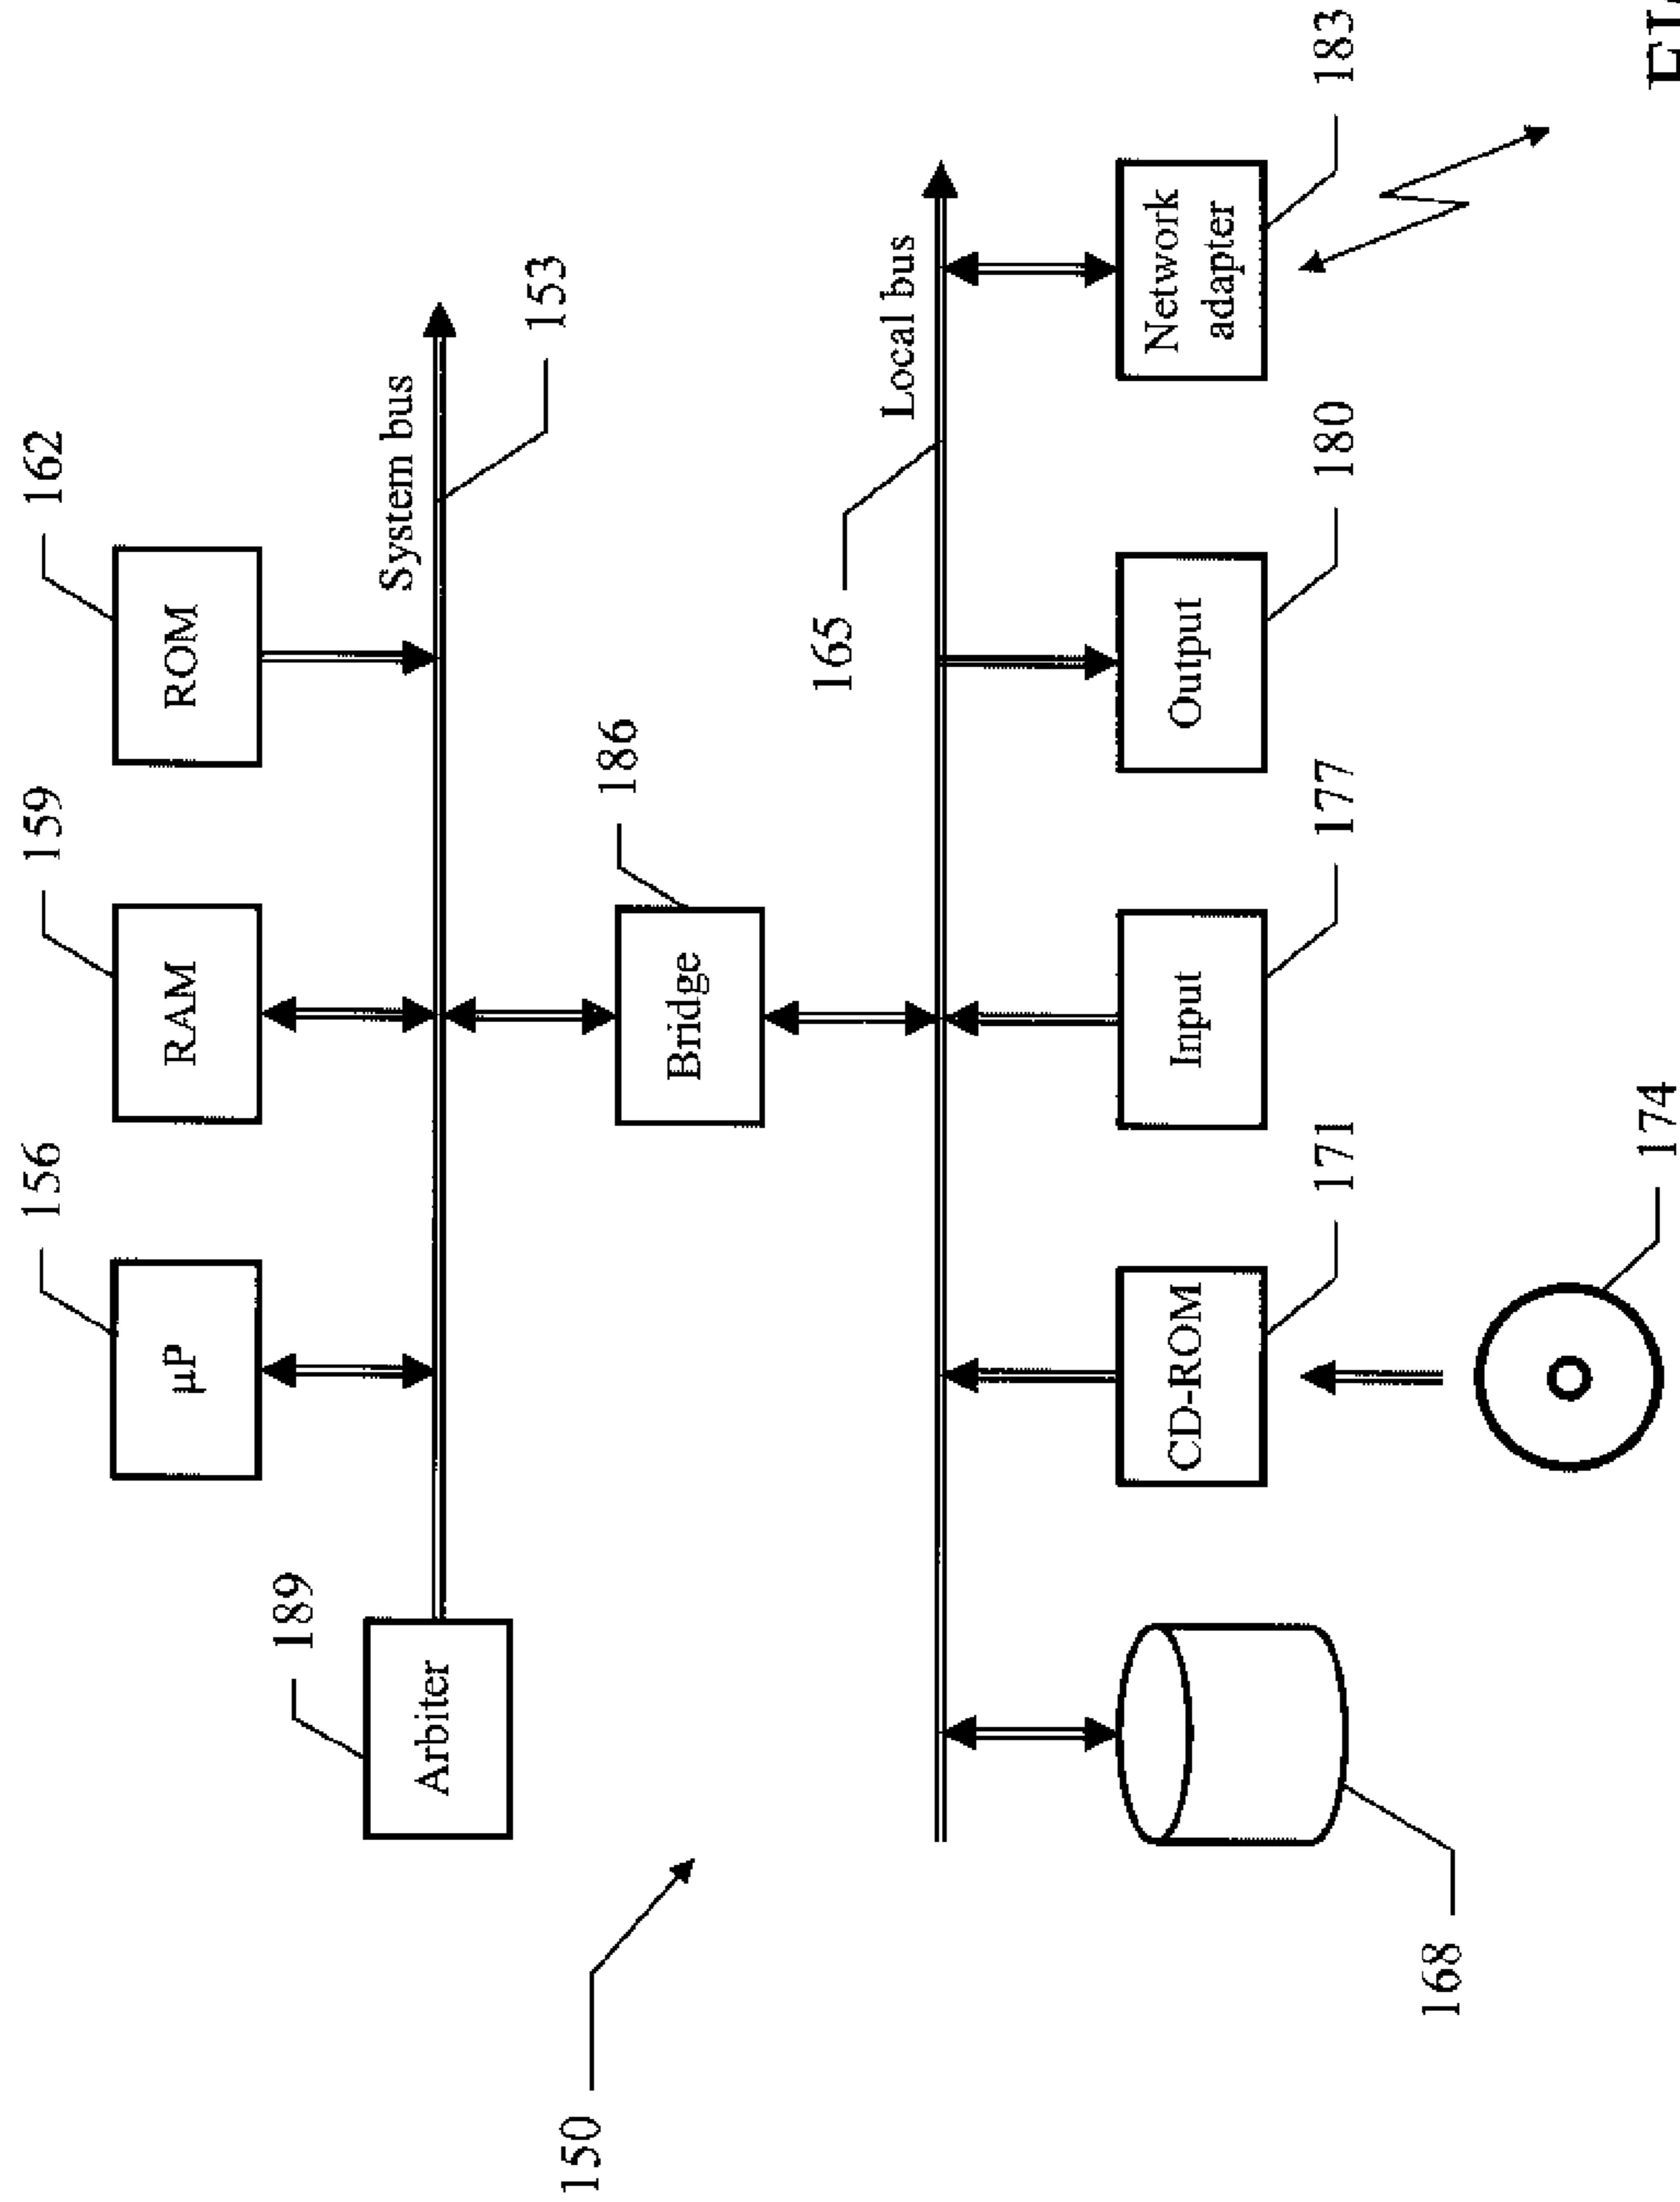 156
159
162
µP
RAM
ROM
189
Arbiter
System bus
153
150
186
Bridge
165
Local bus
CD-ROM
Input
Output
Network
adapter
168
171
177
180
183
174